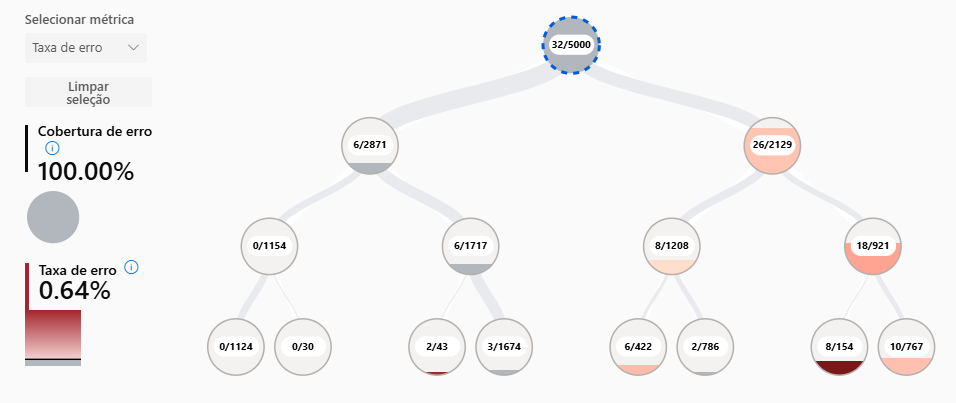 Selecionar métrica
Taxa de erro
Limpar
seleção
Cobertura de erro
100.00%
Taxa de erro
0.64%
32/5000
6/2871
26/2129
0/1154
6/1717
8/1208
18/921
0/1124
0/30
2/43
3/1674
6/422
2/786
8/154
10/767